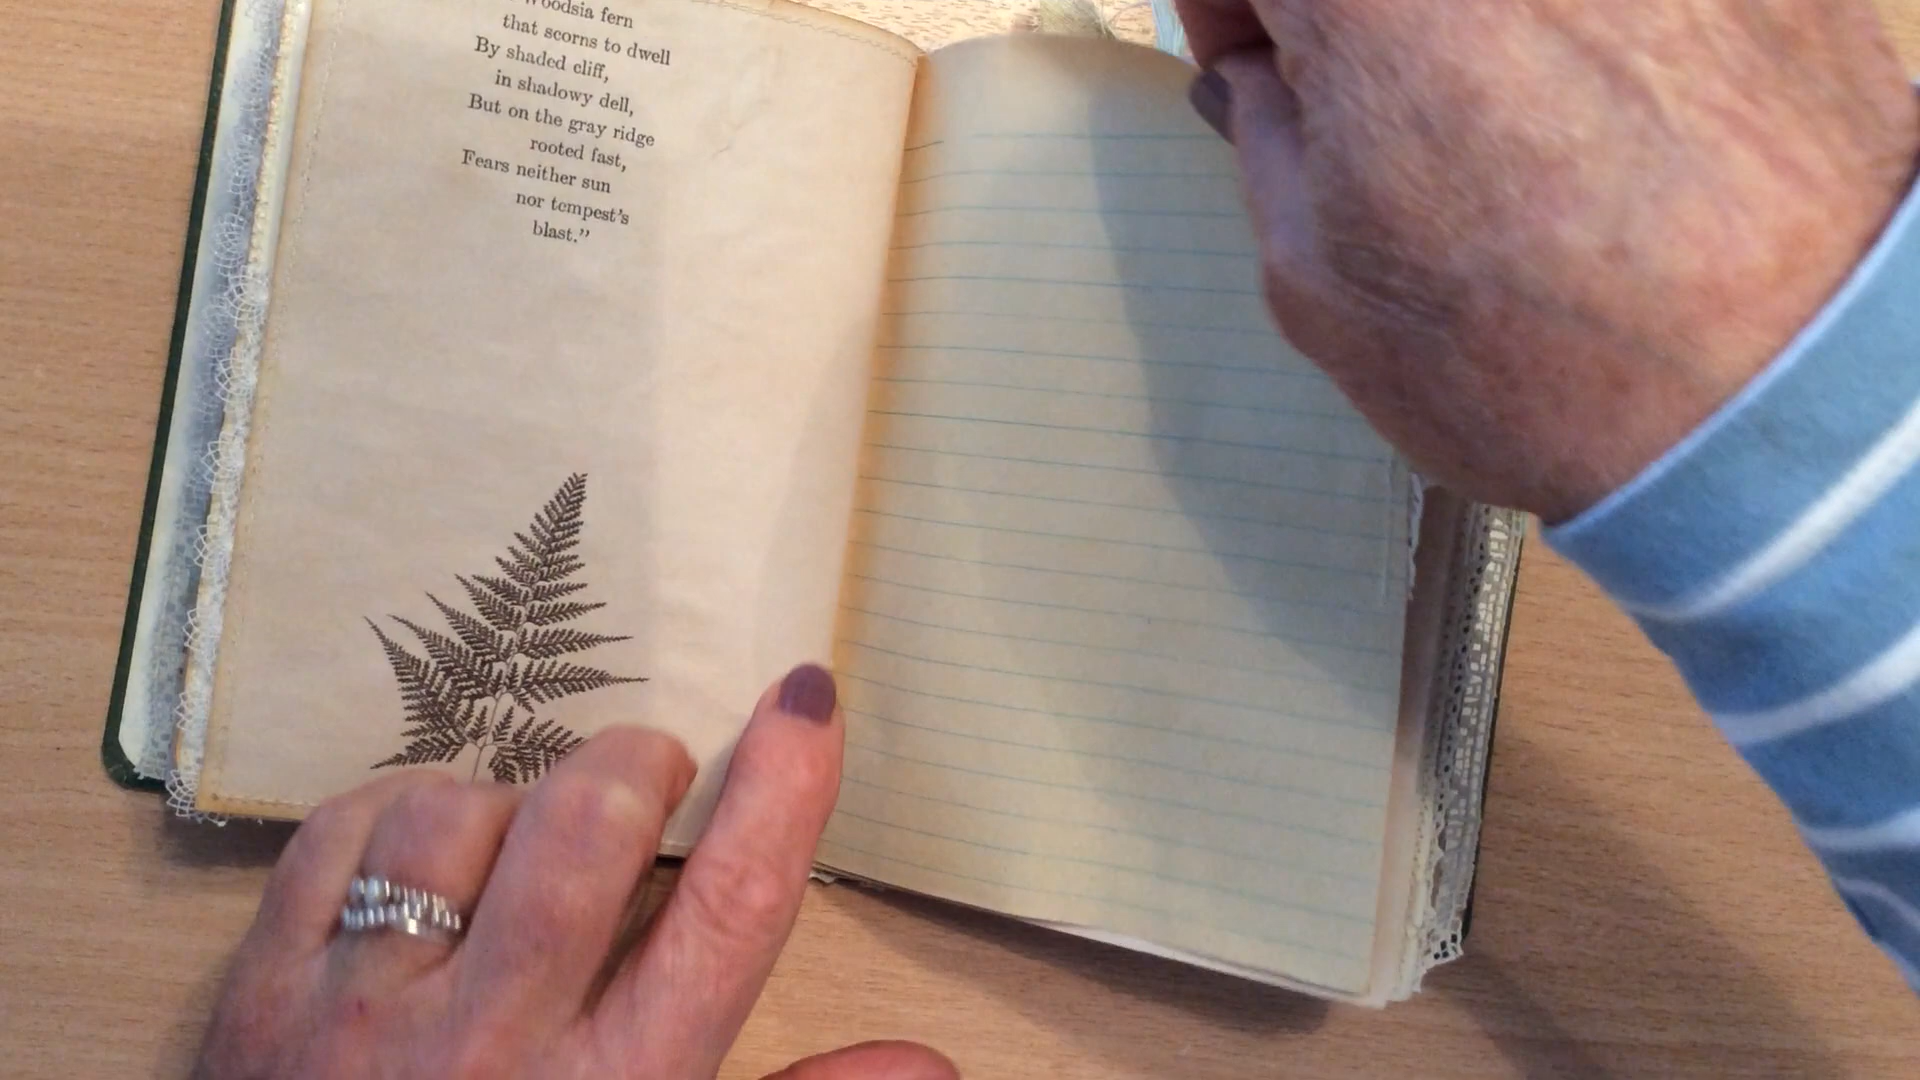 Woodsia fern
that scorns to dwell
By shaded cliff,
in shadowy dell,
But on the gray ridge
rooted fast,
Fears neither sun
nor tempest's
blast.”